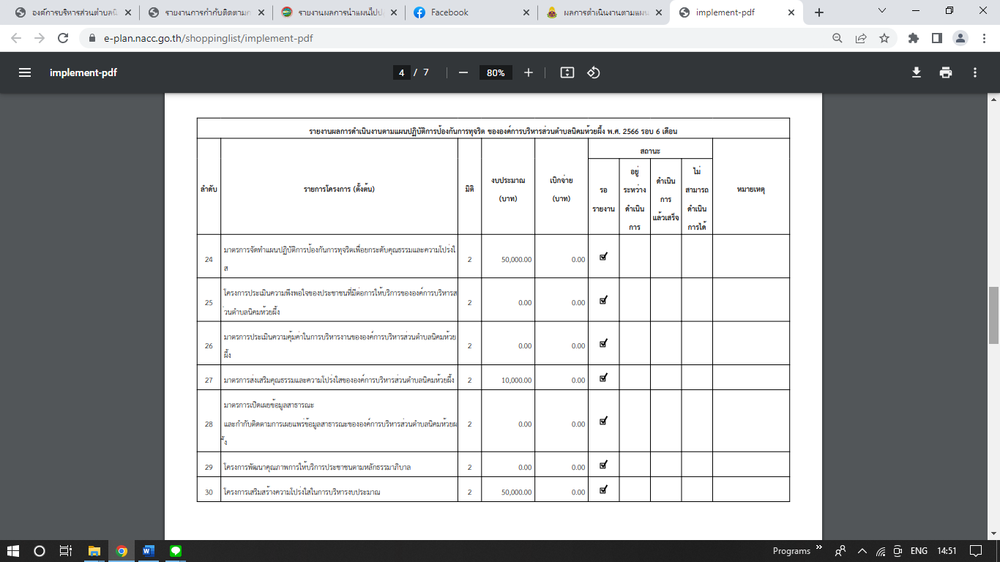 องค์การบริหารส่วนตำบลนิ
รายงานการกำกับติดตามก
รายงานผลการนำแผนไปป
Facebook
ผลการดำเนินงานตามแผน
implement-pdf
e-plan.nacc.go.th/shoppinglist/implement-pdf
implement-pdf
4 / 7
80%
รายงานผลการดำเนินงานตามแผนปฏิบัติการป้องกันการทุจริต ขององค์การบริหารส่วนตำบลนิคมห้วยผึ้ง พ.ศ. 2566 รอบ 6 เดือน
ลำดับ
รายการโครงการ (ตั้งต้น)
มิติ
งบประมาณ
(บาท)
เบิกจ่าย
(บาท)
สถานะ
รอ
รายงาน
อยู่
ระหว่าง
ดำเนิน
การ
ดำเนิน
การ
แล้วเสร็จ
ไม่
สามารถ
ดำเนิน
การได้
หมายเหตุ
24 มาตรการจัดทำแผนปฏิบัติการป้องกันการทุจริตเพื่อยกระดับคุณธรรมและความโปร่งใ 2 50,000.00 0.00
ส
25 โครงการประเมินความพึงพอใจของประชาชนที่มีต่อการให้บริการขององค์การบริหารส 2 0.00 0.00
่วนตำบลนิคมห้วยผึ้ง
26 มาตรการประเมินความคุ้มค่าในการบริหารงานขององค์การบริหารส่วนตำบลนิคมห้วย 2 0.00 0.00
ผึ้ง
27 มาตรการส่งเสริมคุณธรรมและความโปร่งใสขององค์การบริหารส่วนตำบลนิคมห้วยผึ้ง 2 10,000.00 0.00
มาตรการเปิดเผยข้อมูลสาธารณะ
28 และกำกับติดตามการเผยแพร่ข้อมูลสาธารณะขององค์การบริหารส่วนตำบลนิคมห้วยผ 2 0.00 0.00
ึ้ง
29 โครงการพัฒนาคุณภาพการให้บริการประชาชนตามหลักธรรมาภิบาล 2 0.00 0.00
30 โครงการเสริมสร้างความโปร่งใสในการบริหารงบประมาณ 2 50,000.00 0.00
Programs
ENG
14:51